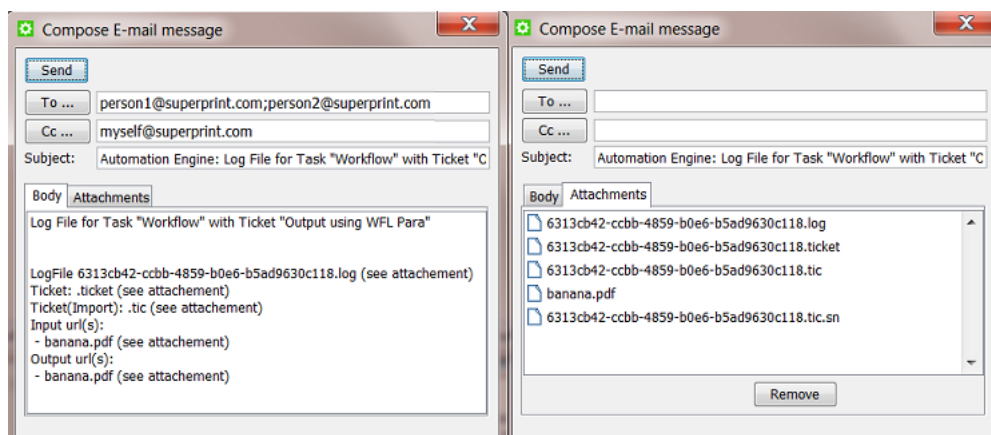 Compose E-mail message
X
Send
To ...
person1@superprint.com;person2@superprint.com
Cc ...
myself@superprint.com
Subject:
Automation Engine: Log File for Task "Workflow" with Ticket "O
Body
Attachments
Log File for Task "Workflow" with Ticket "Output using WFL Para"
LogFile 6313cb42-ccbb-4859-b0e6-b5ad9630c118.log (see attachement)
Ticket: .ticket (see attachement)
Ticket(Import): .tic (see attachement)
Input url(s):
- banana.pdf (see attachement)
Output url(s):
- banana.pdf (see attachement)
Compose E-mail message
X
Send
To ...
Cc ...
Subject:
Automation Engine: Log File for Task "Workflow" with Ticket "O
Body
Attachments
6313cb42-ccbb-4859-b0e6-b5ad9630c118.log
6313cb42-ccbb-4859-b0e6-b5ad9630c118.ticket
6313cb42-ccbb-4859-b0e6-b5ad9630c118.tic
banana.pdf
6313cb42-ccbb-4859-b0e6-b5ad9630c118.tic.sn
Remove